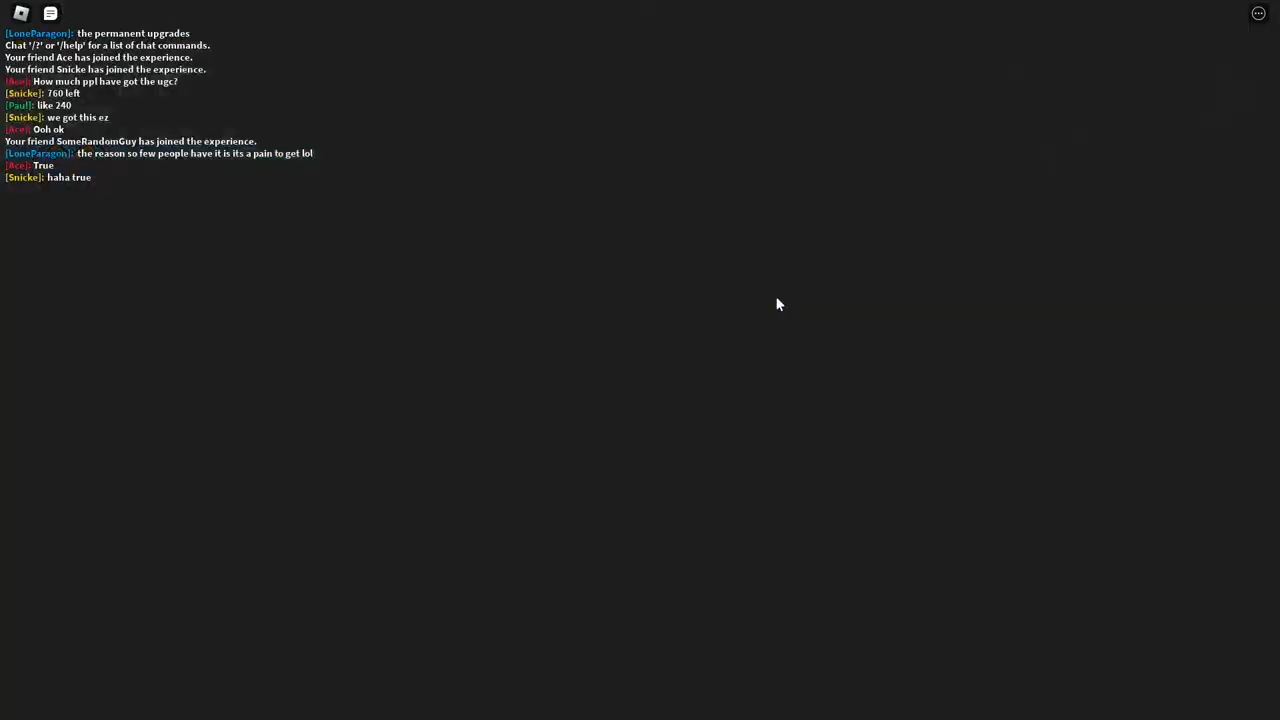 [LoneParagon]: the permanent upgrades
Chat '/?' or '/help' for a list of chat commands.
Your friend Ace has joined the experience.
Your friend Snicke has joined the experience.
[Ace]: How much ppl have got the ugc?
[Snicke]: 760 left
[Paul]: like 240
[Snicke]: we got this ez
[Ace]: Ooh ok
Your friend SomeRandomGuy has joined the experience.
[LoneParagon]: the reason so few people have it is its a pain to get lol
[Ace]: True
[Snicke]: haha true